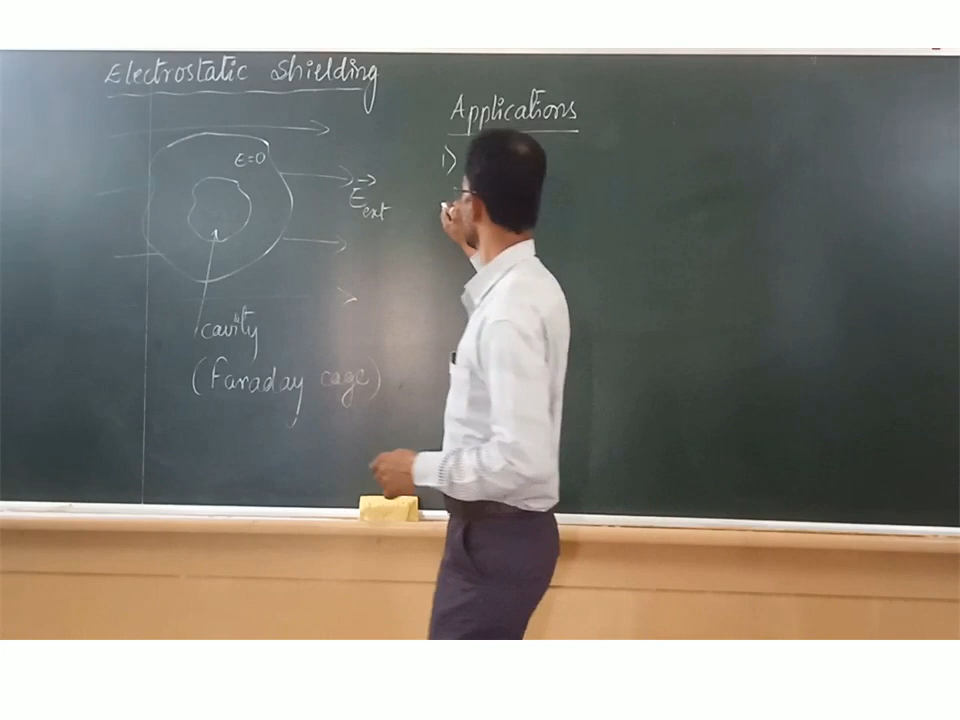 Electrostatic Shielding
Applications
1)
E=0
E ext
cavity
(Faraday cage)